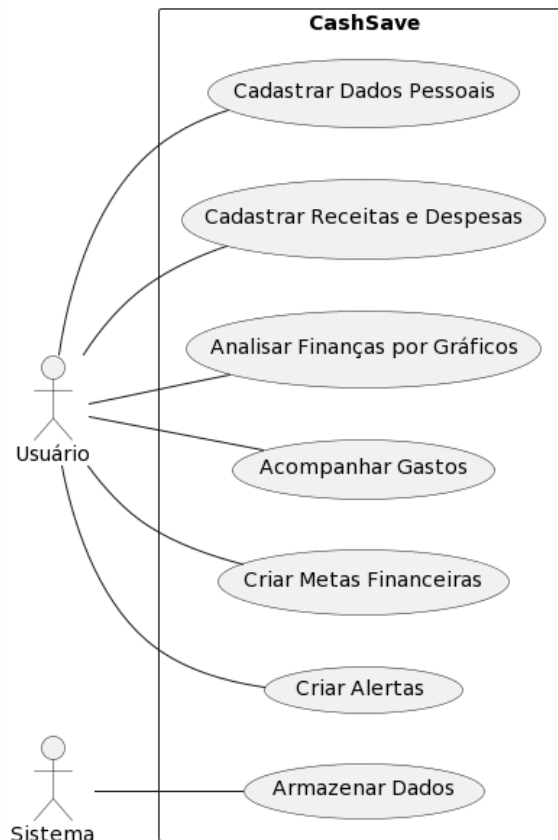 CashSave
Cadastrar Dados Pessoais
Cadastrar Receitas e Despesas
Analisar Finanças por Gráficos
Usuário
Acompanhar Gastos
Criar Metas Financeiras
Criar Alertas
Armazenar Dados
Sistema